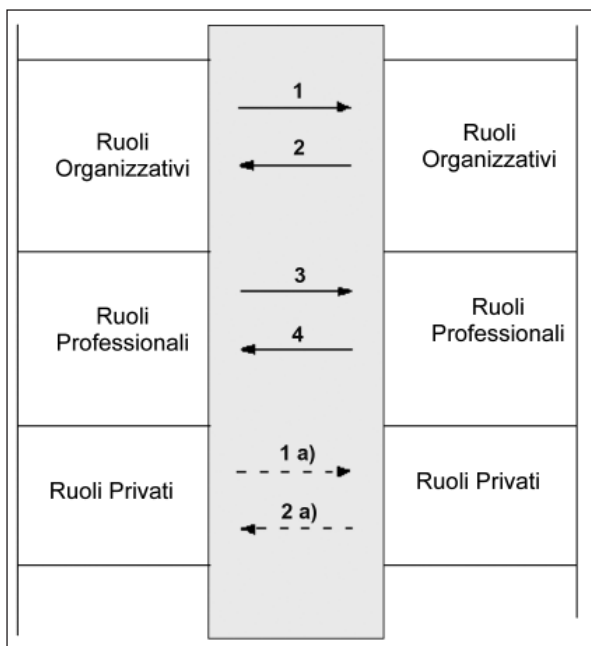 1
Ruoli
Organizzativi
2
Ruoli
Organizzativi
3
Ruoli
Professionali
4
Ruoli
Professionali
1 a)
Ruoli Privati
2 a)
Ruoli Privati